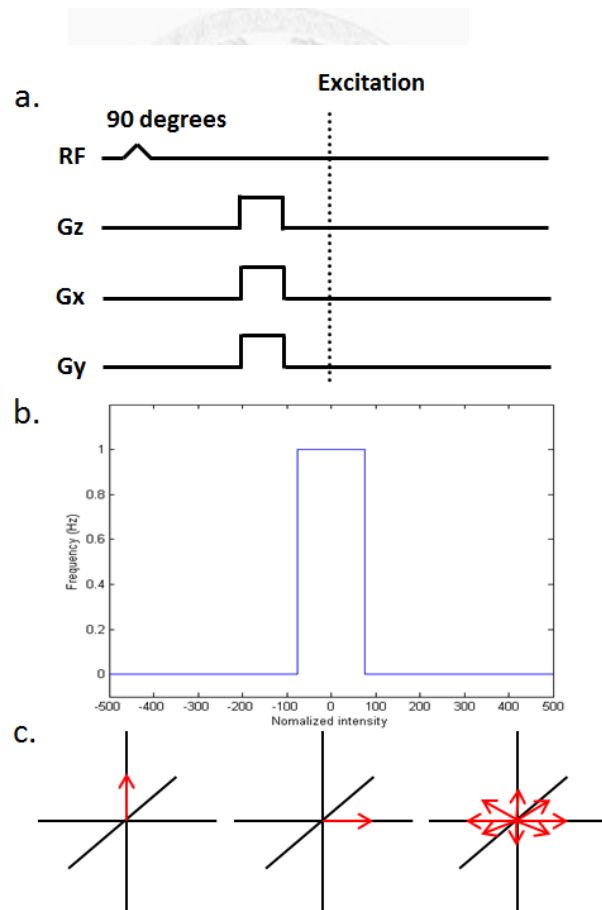 a.
Excitation
90 degrees
RF
Gz
Gx
Gy
b.
1
0.8
0.6
0.4
0.2
0
Frequency (Hz)
-500 -400 -300 -200 -100 0 100 200 300 400 500
Nomalized intensity
c.